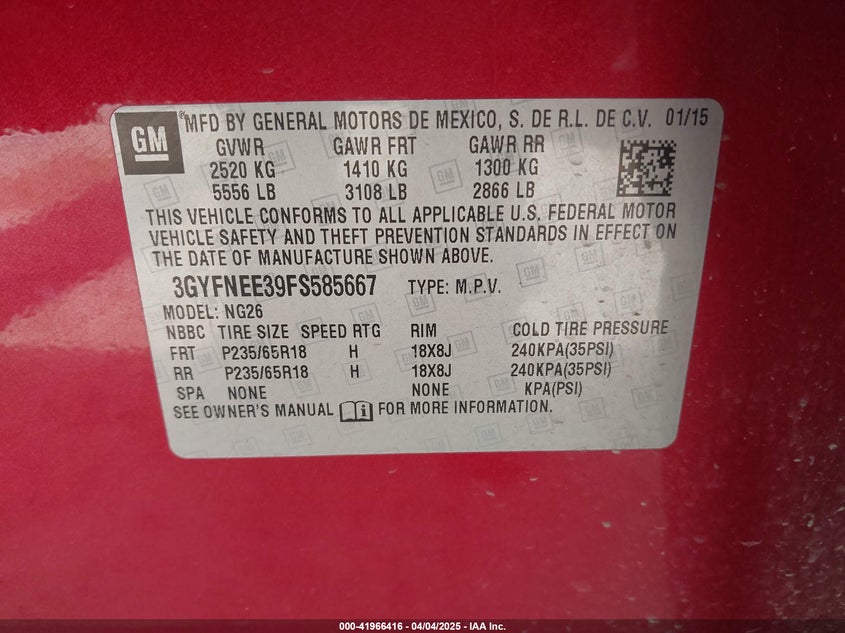 GM
® MFD BY GENERAL MOTORS DE MEXICO, S. DE R.L. DE C.V. 01/15
GVWR GAWR FRT GAWR RR
2520 KG 1410 KG 1300 KG
5556 LB 3108 LB 2866 LB
THIS VEHICLE CONFORMS TO ALL APPLICABLE U.S. FEDERAL MOTOR
VEHICLE SAFETY AND THEFT PREVENTION STANDARDS IN EFFECT ON
THE DATE OF MANUFACTURE SHOWN ABOVE.
3GYFNEE39FS585667 TYPE: M.P.V.
MODEL: NG26
NBBC TIRE SIZE SPEED RTG RIM COLD TIRE PRESSURE
FRT P235/65R18 H 18X8J 240KPA(35PSI)
RR P235/65R18 H 18X8J 240KPA(35PSI)
SPA NONE NONE KPA(PSI)
SEE OWNER'S MANUAL FOR MORE INFORMATION.
000-41966416 - 04/04/2025 - IAA Inc.